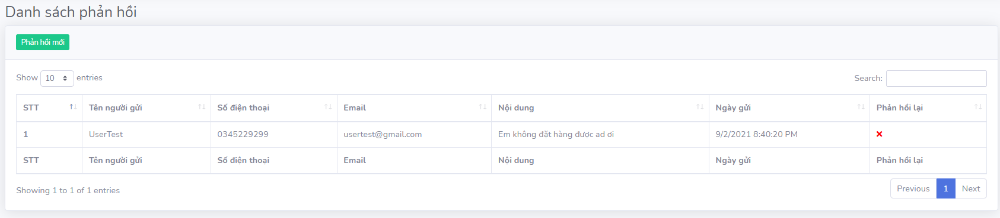 Danh sách phản hồi
Phản hồi mới
Show 10 entries
Search:
STT Tên người gửi Số điện thoại Email Nội dung Ngày gửi Phản hồi lại
1 UserTest 0345229299 usertest@gmail.com Em không đặt hàng được ad ơi 9/2/2021 8:40:20 PM
STT Tên người gửi Số điện thoại Email Nội dung Ngày gửi Phản hồi lại
Showing 1 to 1 of 1 entries
Previous 1 Next